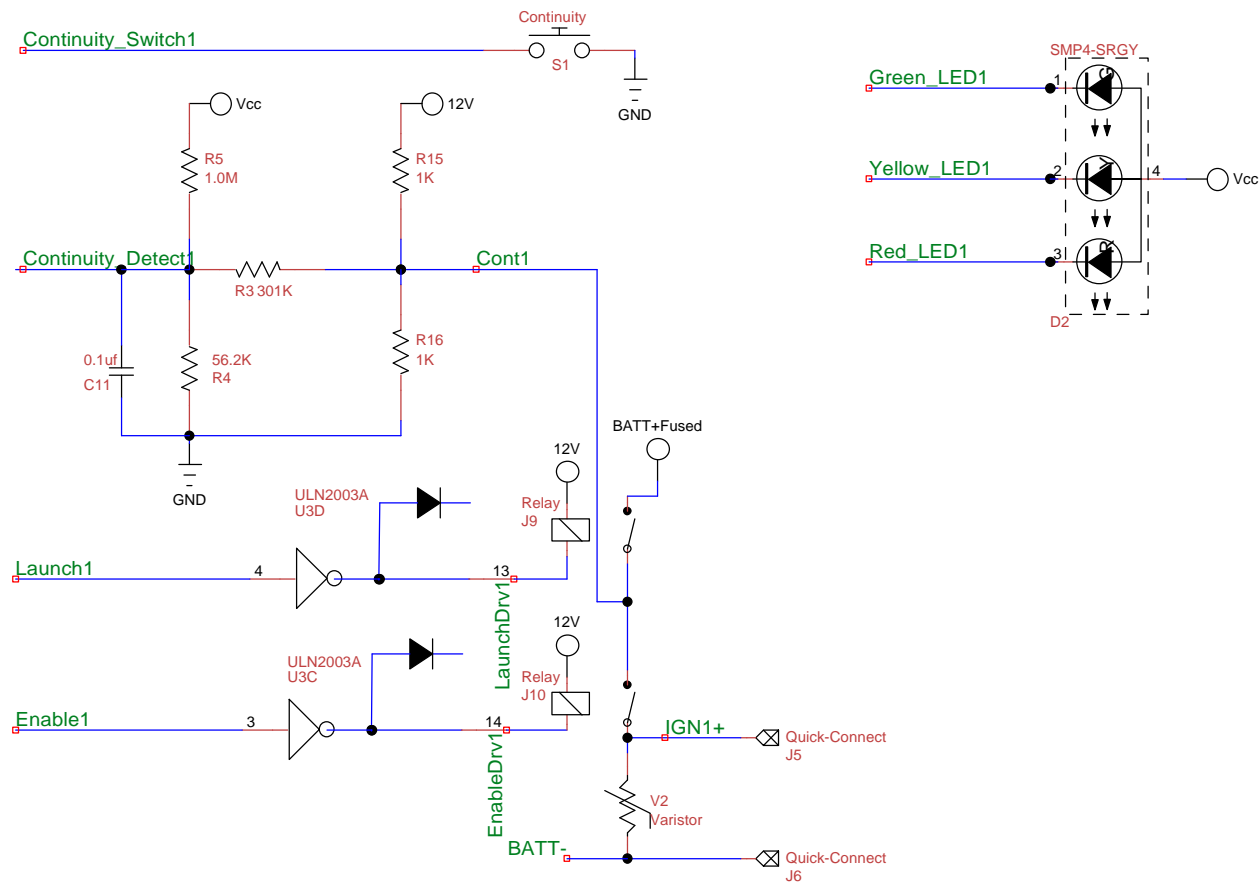 Continuity
Continuity_Switch1
S1
GND
SMP4-SRGY
Green_LED1
1
G
Yellow_LED1
2
Y
4
Vcc
Red_LED1
3
R
D2
Vcc
12V
R5
1.0M
R15
1K
Continuity_Detect1
Cont1
R3 301K
R16
1K
0.1uf
C11
56.2K
R4
GND
BATT+Fused
12V
ULN2003A
U3D
Relay
J9
Launch1
4
13
LaunchDrv1
12V
ULN2003A
U3C
Relay
J10
Enable1
3
14
EnableDrv1
IGN1+
Quick-Connect
J5
V2
Varistor
BATT-
Quick-Connect
J6